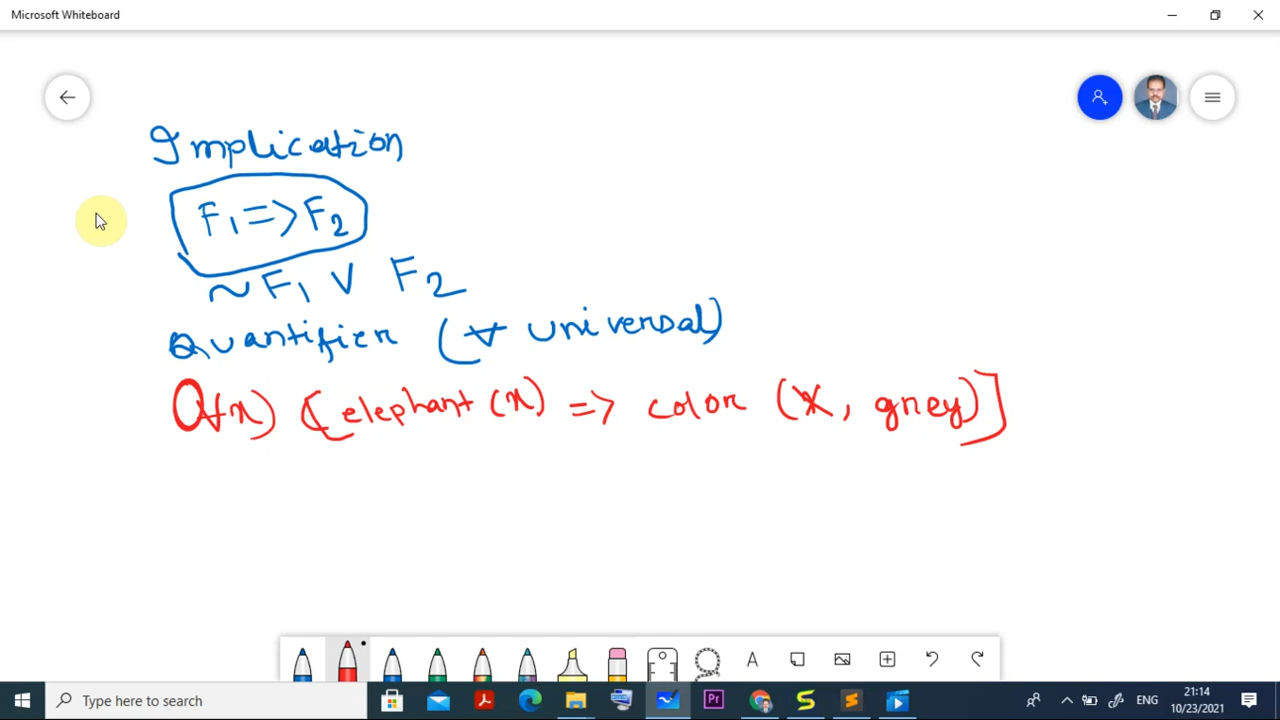 Microsoft Whiteboard
Implication
F1 => F2
~F1 ∨ F2
Quantifier (∀ universal)
(∀x) [elephant (x) => color (x, grey)]
Type here to search
ENG
21:14
10/23/2021